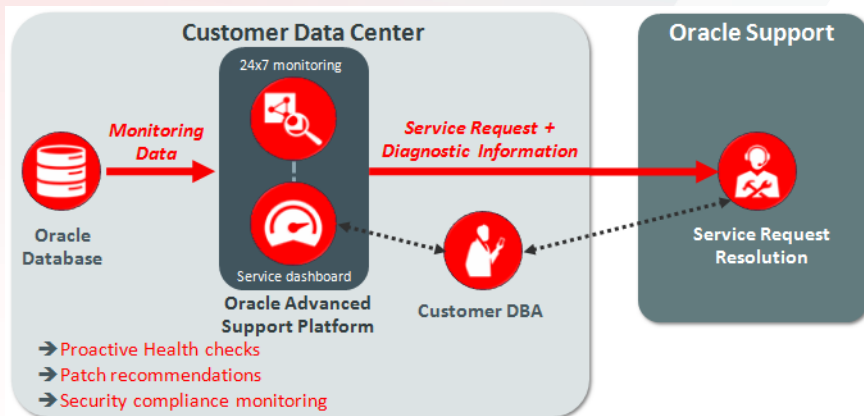 Customer Data Center
Oracle Support
24x7 monitoring
Monitoring
Data
Service Request +
Diagnostic Information
Oracle
Database
Service dashboard
Oracle Advanced
Support Platform
Customer DBA
Service Request
Resolution
➔ Proactive Health checks
➔ Patch recommendations
➔ Security compliance monitoring